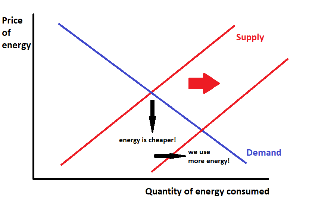 Price
of
energy
Supply
energy is cheaper!
we use
more energy!
Demand
Quantity of energy consumed